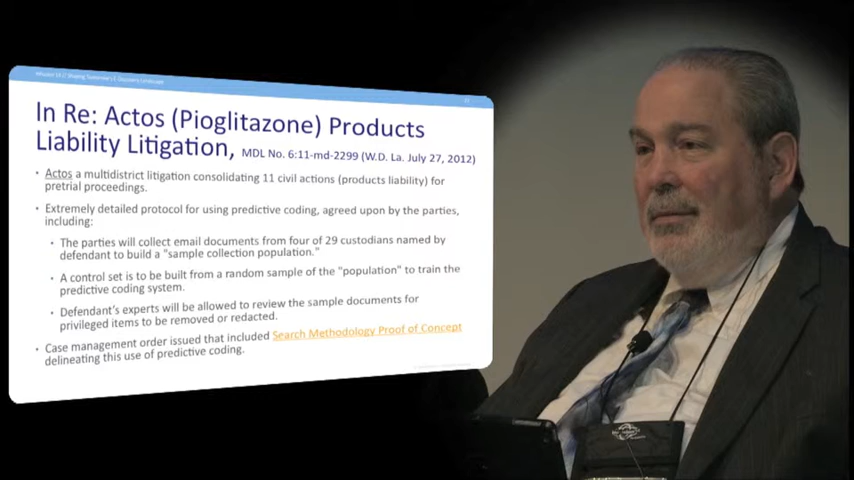 In Re: Actos (Pioglitazone) Products
Liability Litigation, MDL No. 6:11-md-2299 (W.D. La. July 27, 2012)
• Actos a multidistrict litigation consolidating 11 civil actions (products liability) for
pretrial proceedings.
• Extremely detailed protocol for using predictive coding, agreed upon by the parties,
including:
• The parties will collect email documents from four of 29 custodians named by
defendant to build a "sample collection population."
• A control set is to be built from a random sample of the "population" to train the
predictive coding system.
• Defendant's experts will be allowed to review the sample documents for
privileged items to be removed or redacted.
• Case management order issued that included Search Methodology Proof of Concept
delineating this use of predictive coding.